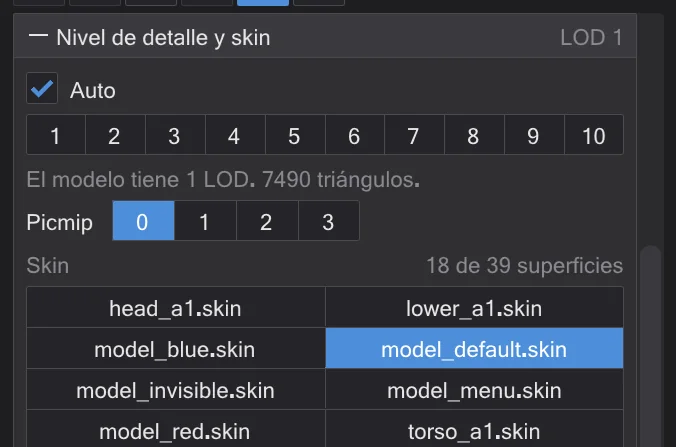 Nivel de detalle y skin LOD 1
Auto
1 2 3 4 5 6 7 8 9 10
El modelo tiene 1 LOD. 7490 triángulos.
Picmip 0 1 2 3
Skin 18 de 39 superficies
head_a1.skin lower_a1.skin
model_blue.skin model_default.skin
model_invisible.skin model_menu.skin
model_red.skin torso_a1.skin